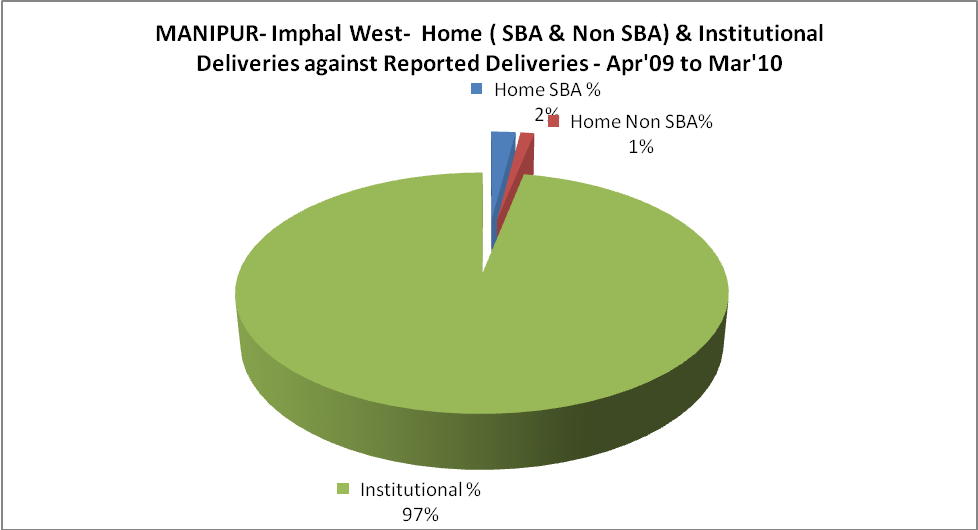 MANIPUR- Imphal West- Home ( SBA & Non SBA) & Institutional
Deliveries against Reported Deliveries - Apr'09 to Mar'10
Home SBA %
2%
Home Non SBA%
1%
Institutional %
97%